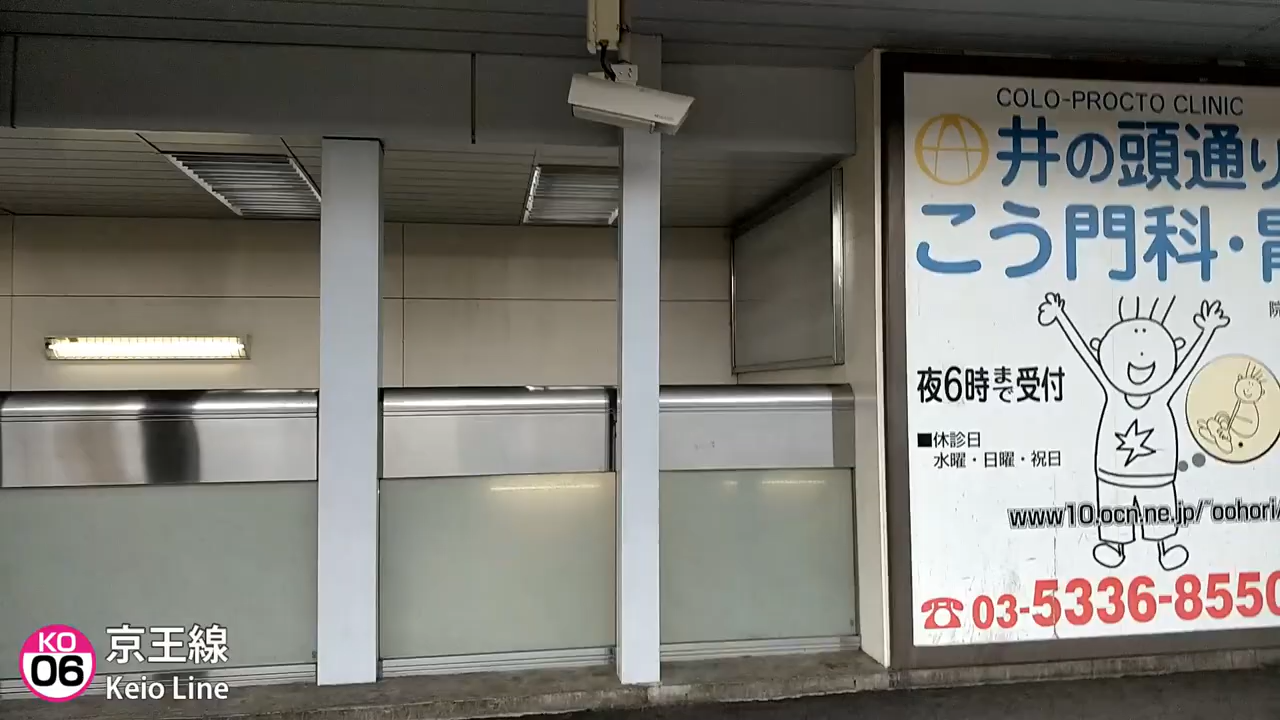 COLO-PROCTO CLINIC
井の頭通り
こう門科・胃
院
夜6時まで受付
■休診日
水曜・日曜・祝日
www10.ocn.ne.jp/~oohori/
☎03-5336-8550
KO
06
京王線
Keio Line